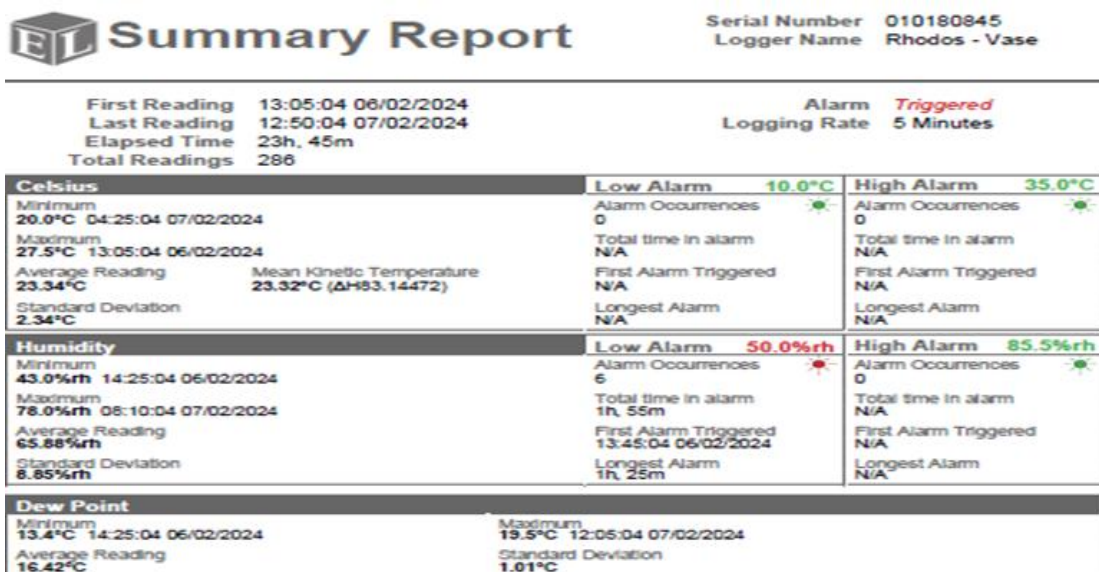 EL Summary Report
Serial Number 010180845
Logger Name Rhodos - Vase
First Reading 13:05:04 06/02/2024
Last Reading 12:50:04 07/02/2024
Elapsed Time 23h, 45m
Total Readings 286
Alarm Triggered
Logging Rate 5 Minutes
Celsius
Minimum
20.0°C 04:25:04 07/02/2024
Maximum
27.5°C 13:05:04 06/02/2024
Average Reading
23.34°C
Mean Kinetic Temperature
23.32°C (ΔH83.14472)
Standard Deviation
2.34°C
Low Alarm 10.0°C
Alarm Occurrences
0
Total time in alarm
N/A
First Alarm Triggered
N/A
Longest Alarm
N/A
High Alarm 35.0°C
Alarm Occurrences
0
Total time in alarm
N/A
First Alarm Triggered
N/A
Longest Alarm
N/A
Humidity
Minimum
43.0%rh 14:25:04 06/02/2024
Maximum
78.0%rh 08:10:04 07/02/2024
Average Reading
65.88%rh
Standard Deviation
8.85%rh
Low Alarm 50.0%rh
Alarm Occurrences
6
Total time in alarm
1h, 55m
First Alarm Triggered
13:45:04 06/02/2024
Longest Alarm
1h, 25m
High Alarm 85.5%rh
Alarm Occurrences
0
Total time in alarm
N/A
First Alarm Triggered
N/A
Longest Alarm
N/A
Dew Point
Minimum
13.4°C 14:25:04 06/02/2024
Average Reading
16.42°C
Maximum
19.5°C 12:05:04 07/02/2024
Standard Deviation
1.01°C